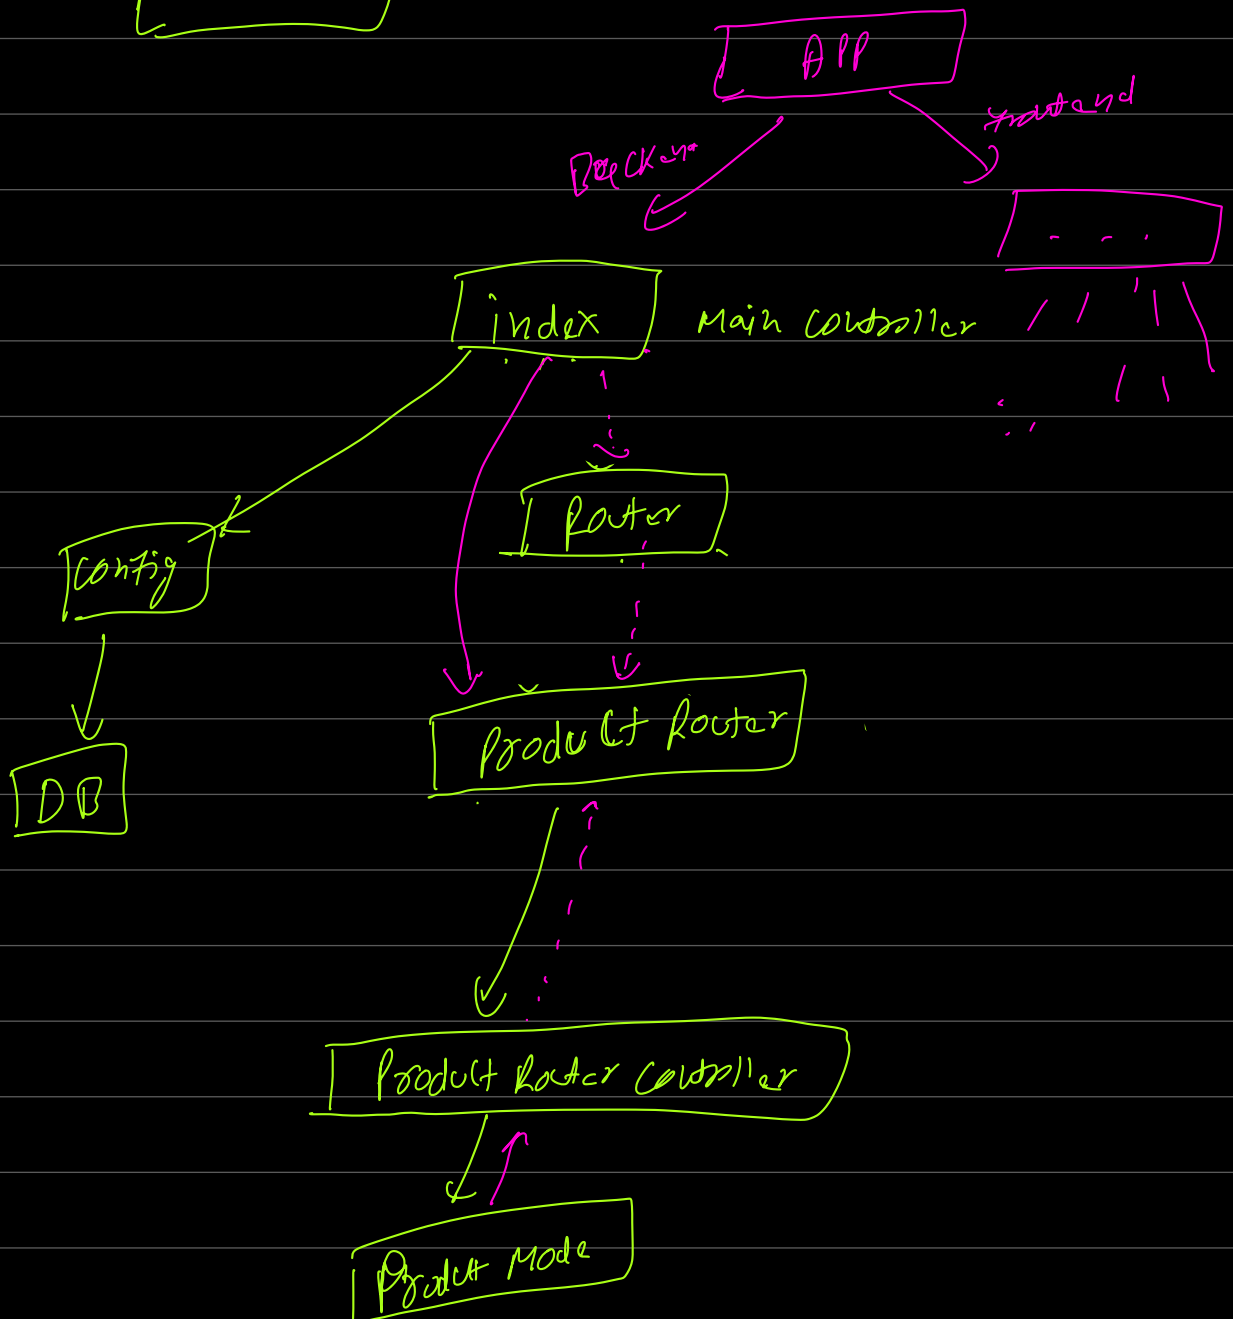 APP
frontend
Backend
index
Main controller
Router
config
Product Router
DB
Product Router Controller
Product Mode